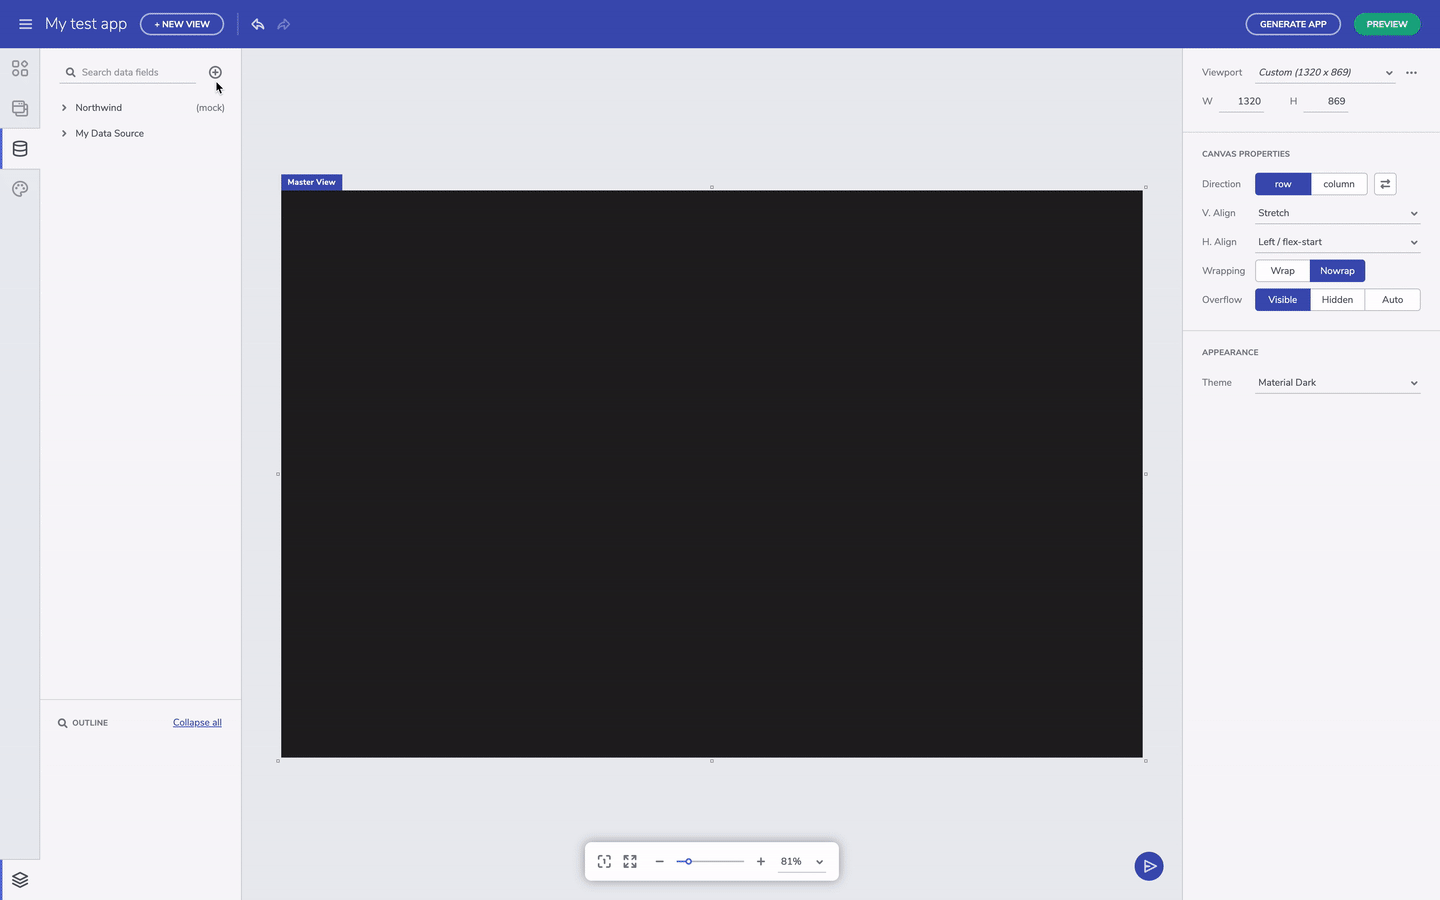 My test app
+ NEW VIEW
GENERATE APP
PREVIEW
Search data fields
Northwind (mock)
My Data Source
OUTLINE
Collapse all
Master View
81%
Viewport Custom (1320 x 869)
W 1320 H 869
CANVAS PROPERTIES
Direction row column
V. Align Stretch
H. Align Left / flex-start
Wrapping Wrap Nowrap
Overflow Visible Hidden Auto
APPEARANCE
Theme Material Dark